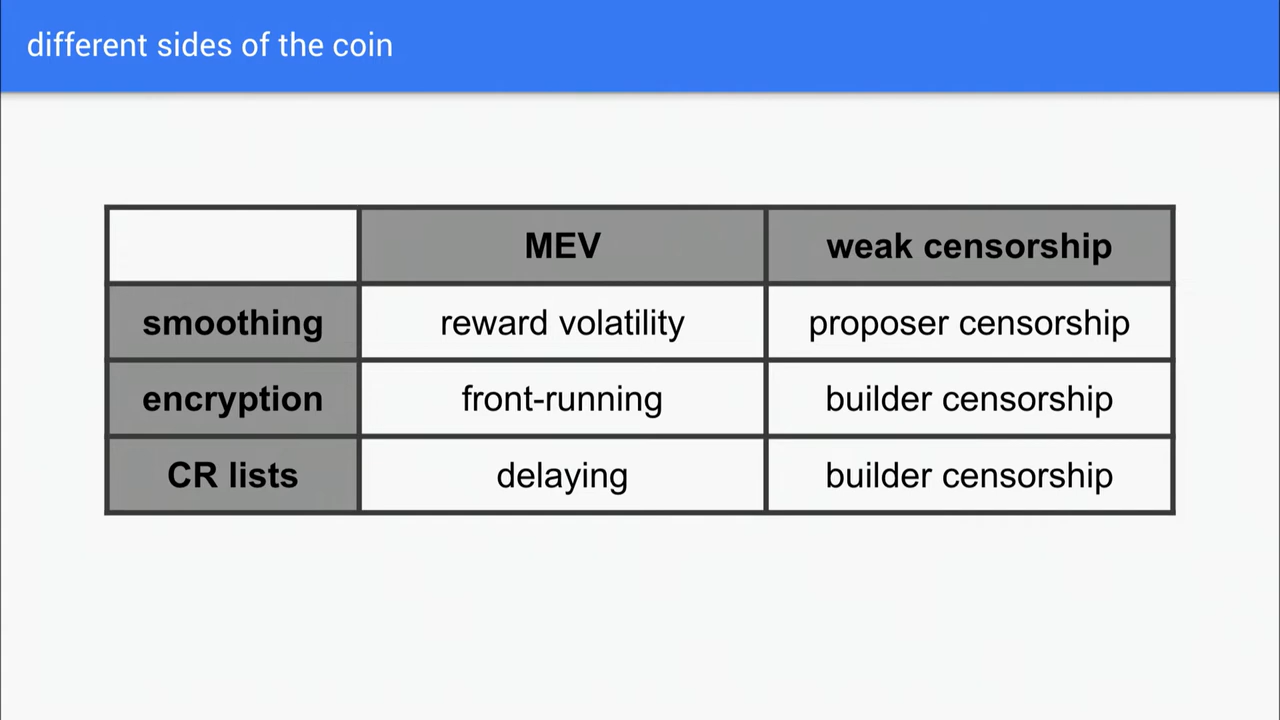 different sides of the coin
MEV weak censorship
smoothing reward volatility proposer censorship
encryption front-running builder censorship
CR lists delaying builder censorship